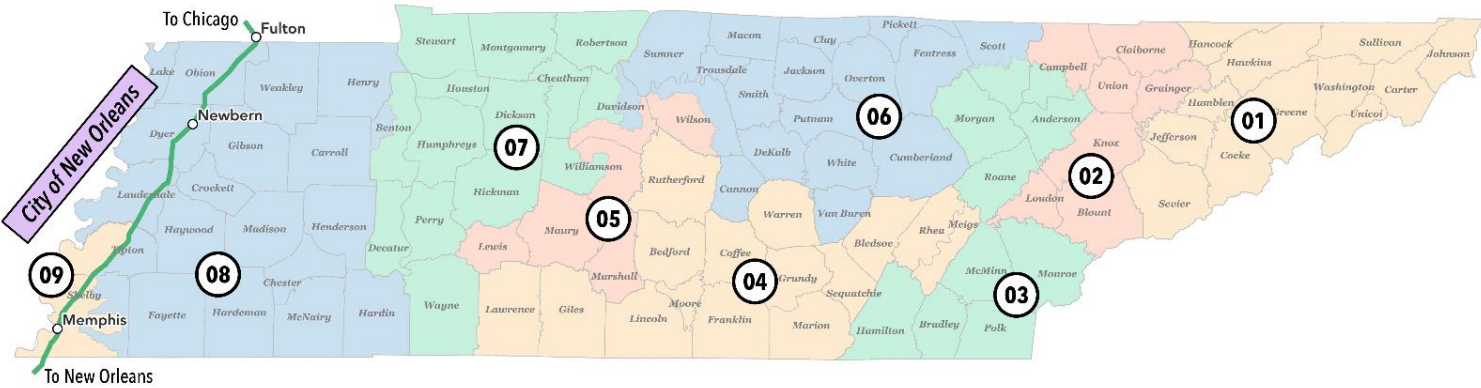 To Chicago
Fulton
City of New Orleans
Newbern
Memphis
To New Orleans
Lake
Obion
Weakley
Henry
Dyer
Gibson
Carroll
Lauderdale
Crockett
Haywood
Madison
Henderson
Tipton
Shelby
Chester
Fayette
Hardeman
McNairy
Hardin
09
08
Stewart
Montgomery
Robertson
Houston
Cheatham
Dickson
Benton
Humphreys
07
Hickman
Williamson
Perry
Decatur
Wayne
Davidson
Wilson
05
Lewis
Maury
Marshall
Rutherford
Warren
Bedford
Coffee
04
Grundy
Sequatchie
Bledsoe
Rhea
Lawrence
Giles
Lincoln
Moore
Franklin
Marion
Sumner
Macon
Clay
Pickett
Trousdale
Jackson
Overton
Fentress
Scott
Smith
Putnam
06
DeKalb
White
Cumberland
Cannon
Van Buren
Morgan
Anderson
Roane
Meigs
McMinn
Monroe
03
Hamilton
Bradley
Polk
Campbell
Claiborne
Union
Grainger
Knox
02
Loudon
Blount
Hancock
Hawkins
Sullivan
Johnson
Washington
Carter
Hamblen
01
Greene
Unicoi
Jefferson
Cocke
Sevier